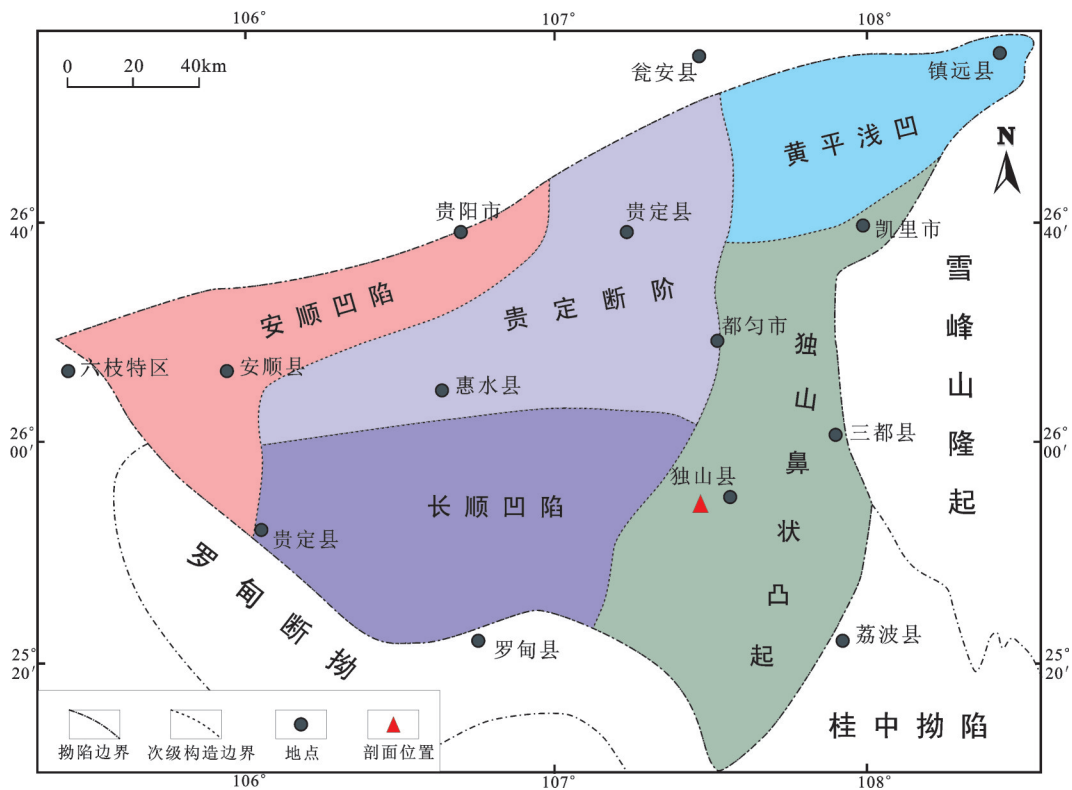 106°
107°
108°
0 20 40km
瓮安县
镇远县
黄平浅凹
N
26°
40′
26°
40′
贵阳市
贵定县
凯里市
雪峰山隆起
安顺凹陷
贵定断阶
都匀市
独山鼻状凸起
六枝特区
安顺县
惠水县
26°
00′
26°
00′
三都县
长顺凹陷
独山县
贵定县
罗甸断拗
罗甸县
荔波县
25°
20′
25°
20′
桂中拗陷
拗陷边界
次级构造边界
地点
剖面位置
106°
107°
108°